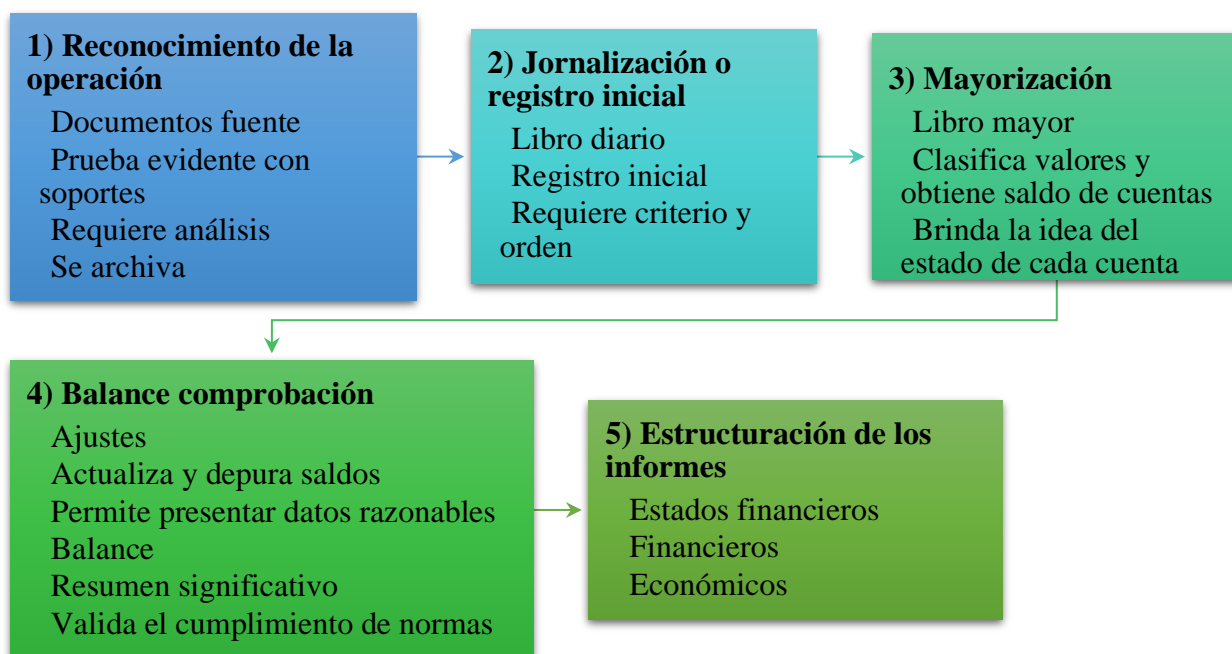 1) Reconocimiento de la
operación
Documentos fuente
Prueba evidente con
soportes
Requiere análisis
Se archiva
2) Jornalización o
registro inicial
Libro diario
Registro inicial
Requiere criterio y
orden
3) Mayorización
Libro mayor
Clasifica valores y
obtiene saldo de cuentas
Brinda la idea del
estado de cada cuenta
4) Balance comprobación
Ajustes
Actualiza y depura saldos
Permite presentar datos razonables
Balance
Resumen significativo
Valida el cumplimiento de normas
5) Estructuración de los
informes
Estados financieros
Financieros
Económicos